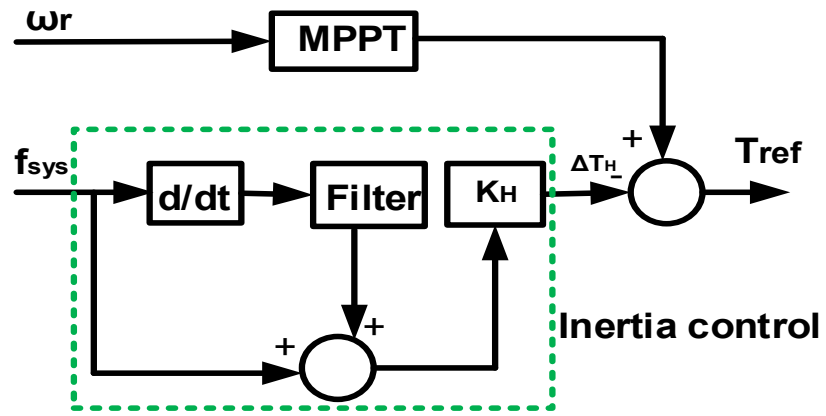 ωr
MPPT
+
fsys
d/dt
Filter
KH
ΔTH
-
Tref
+
+
Inertia control